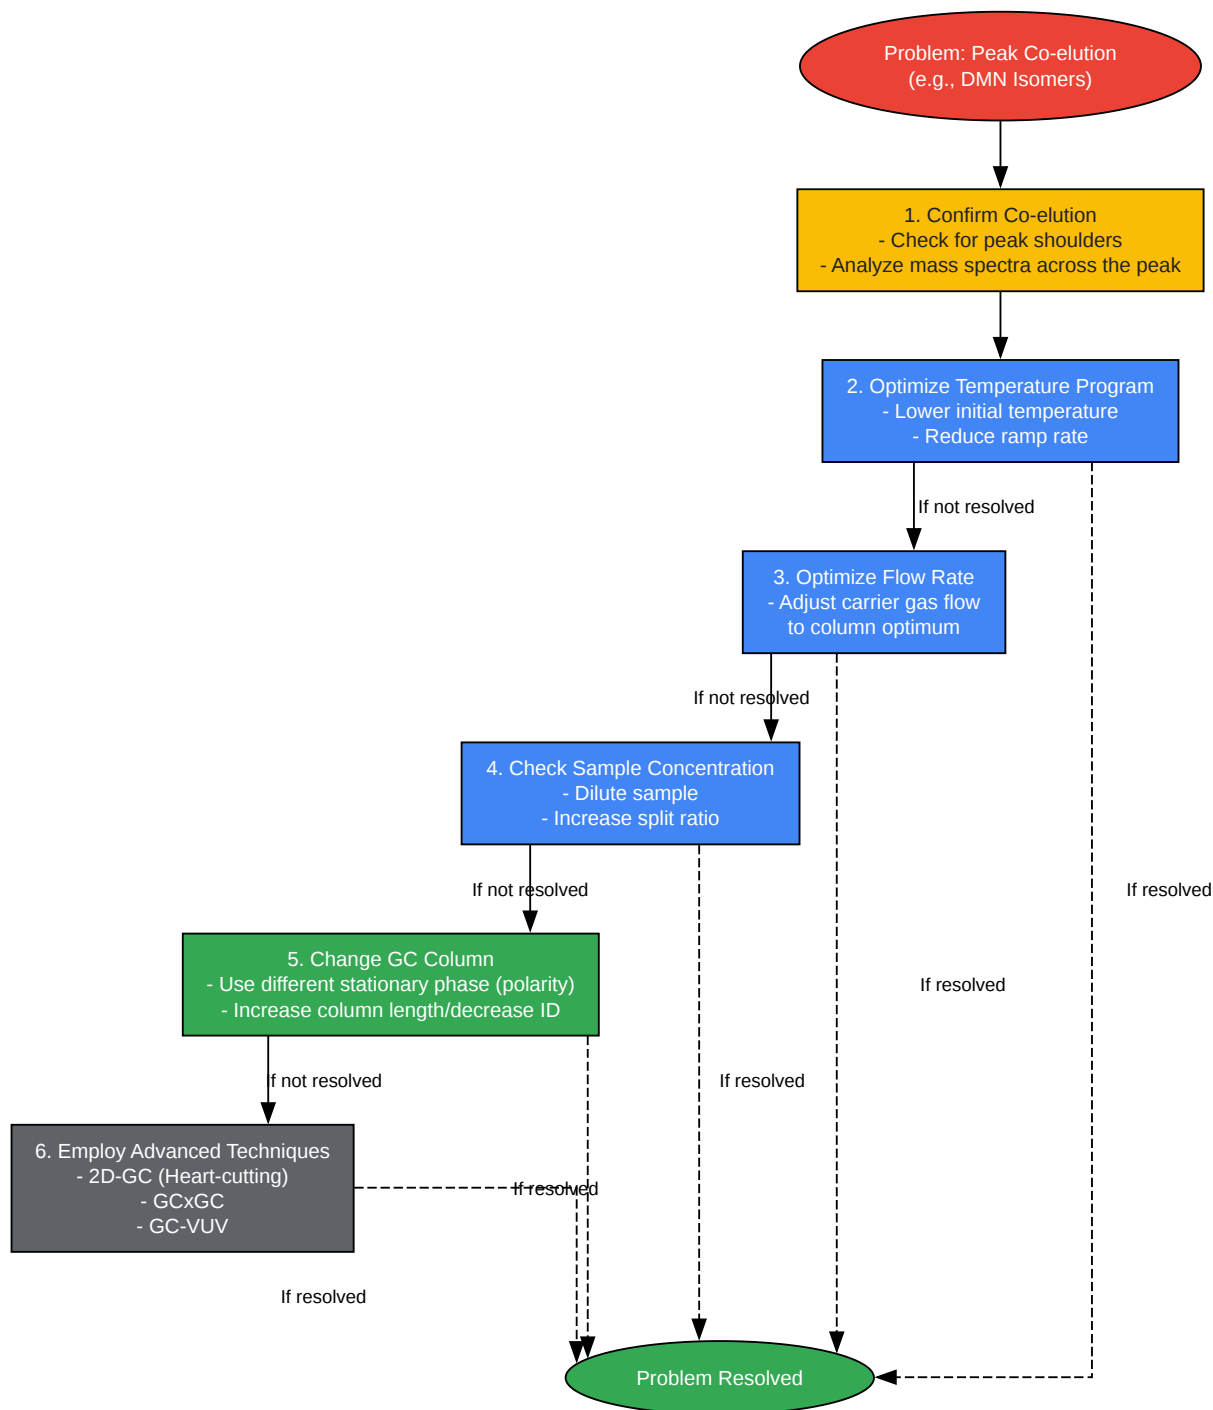 Problem: Peak Co-elution
(e.g., DMN Isomers)
1. Confirm Co-elution
- Check for peak shoulders
- Analyze mass spectra across the peak
2. Optimize Temperature Program
- Lower initial temperature
- Reduce ramp rate
If not resolved
3. Optimize Flow Rate
- Adjust carrier gas flow
to column optimum
If not resolved
4. Check Sample Concentration
- Dilute sample
- Increase split ratio
If not resolved
If resolved
5. Change GC Column
- Use different stationary phase (polarity)
- Increase column length/decrease ID
If resolved
If not resolved
If resolved
6. Employ Advanced Techniques
- 2D-GC (Heart-cutting)
- GCxGC
- GC-VUV
If resolved
If resolved
Problem Resolved